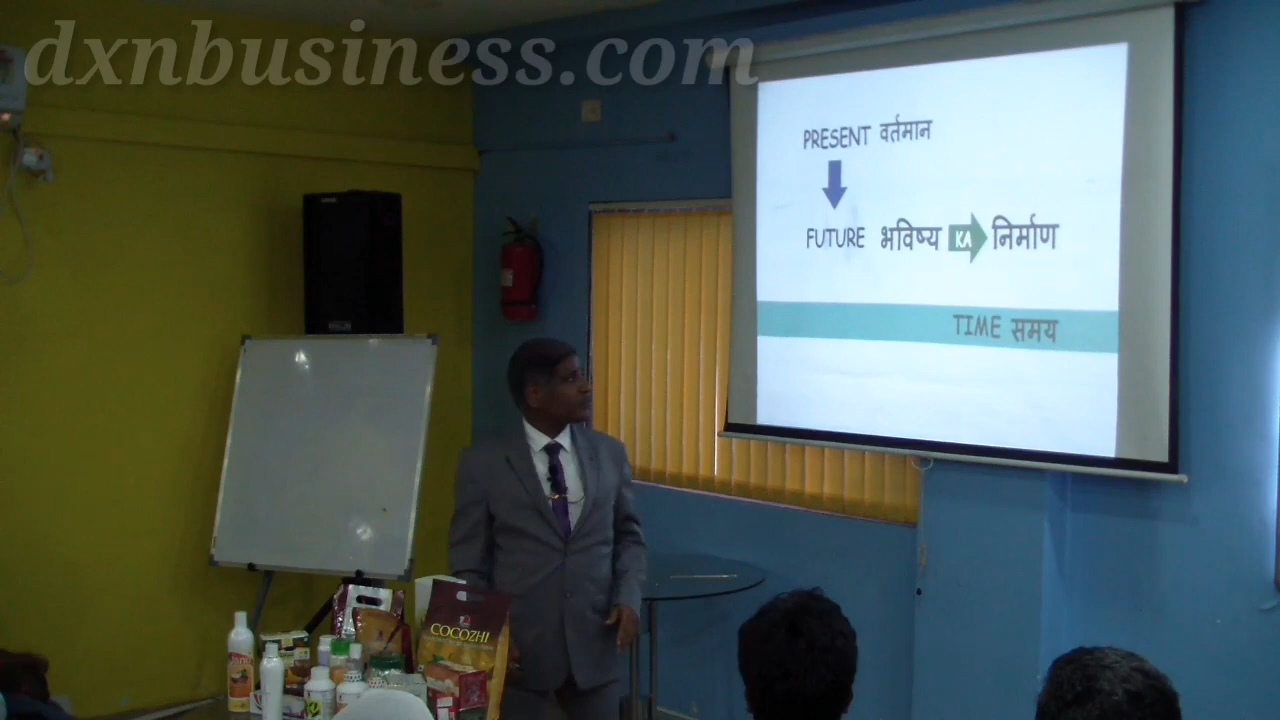 dxnbusiness.com
PRESENT वर्तमान
FUTURE भविष्य KA निर्माण
TIME समय
COCOZHI